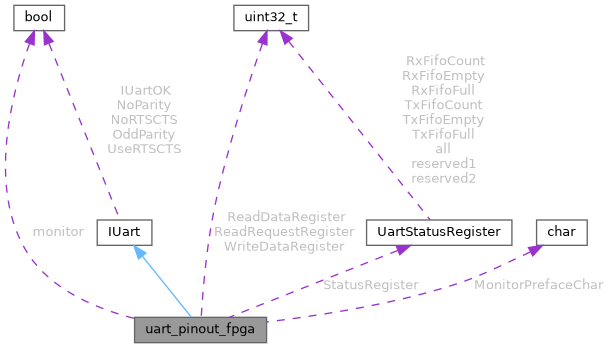 bool
uint32_t
RxFifoCount
RxFifoEmpty
RxFifoFull
TxFifoCount
TxFifoEmpty
TxFifoFull
all
reserved1
reserved2
IUartOK
NoParity
NoRTSCTS
OddParity
UseRTSCTS
monitor
IUart
ReadDataRegister
ReadRequestRegister
WriteDataRegister
UartStatusRegister
char
StatusRegister
MonitorPrefaceChar
uart_pinout_fpga